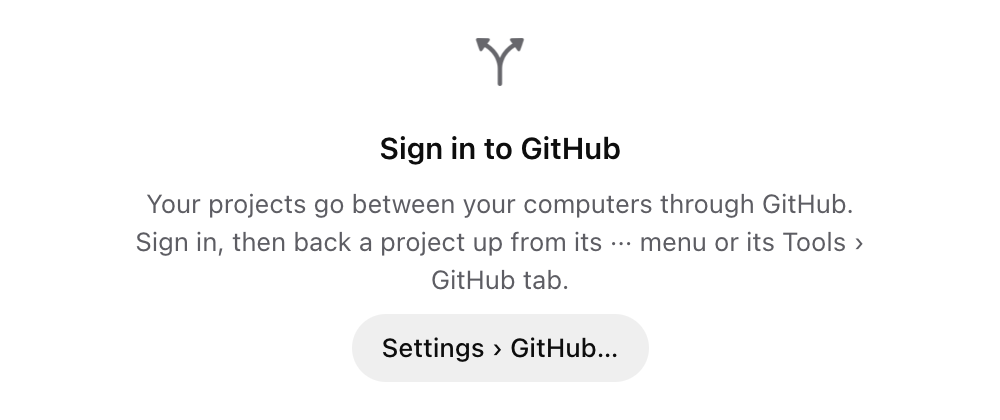 Sign in to GitHub
Your projects go between your computers through GitHub.
Sign in, then back a project up from its ··· menu or its Tools ›
GitHub tab.
Settings › GitHub...